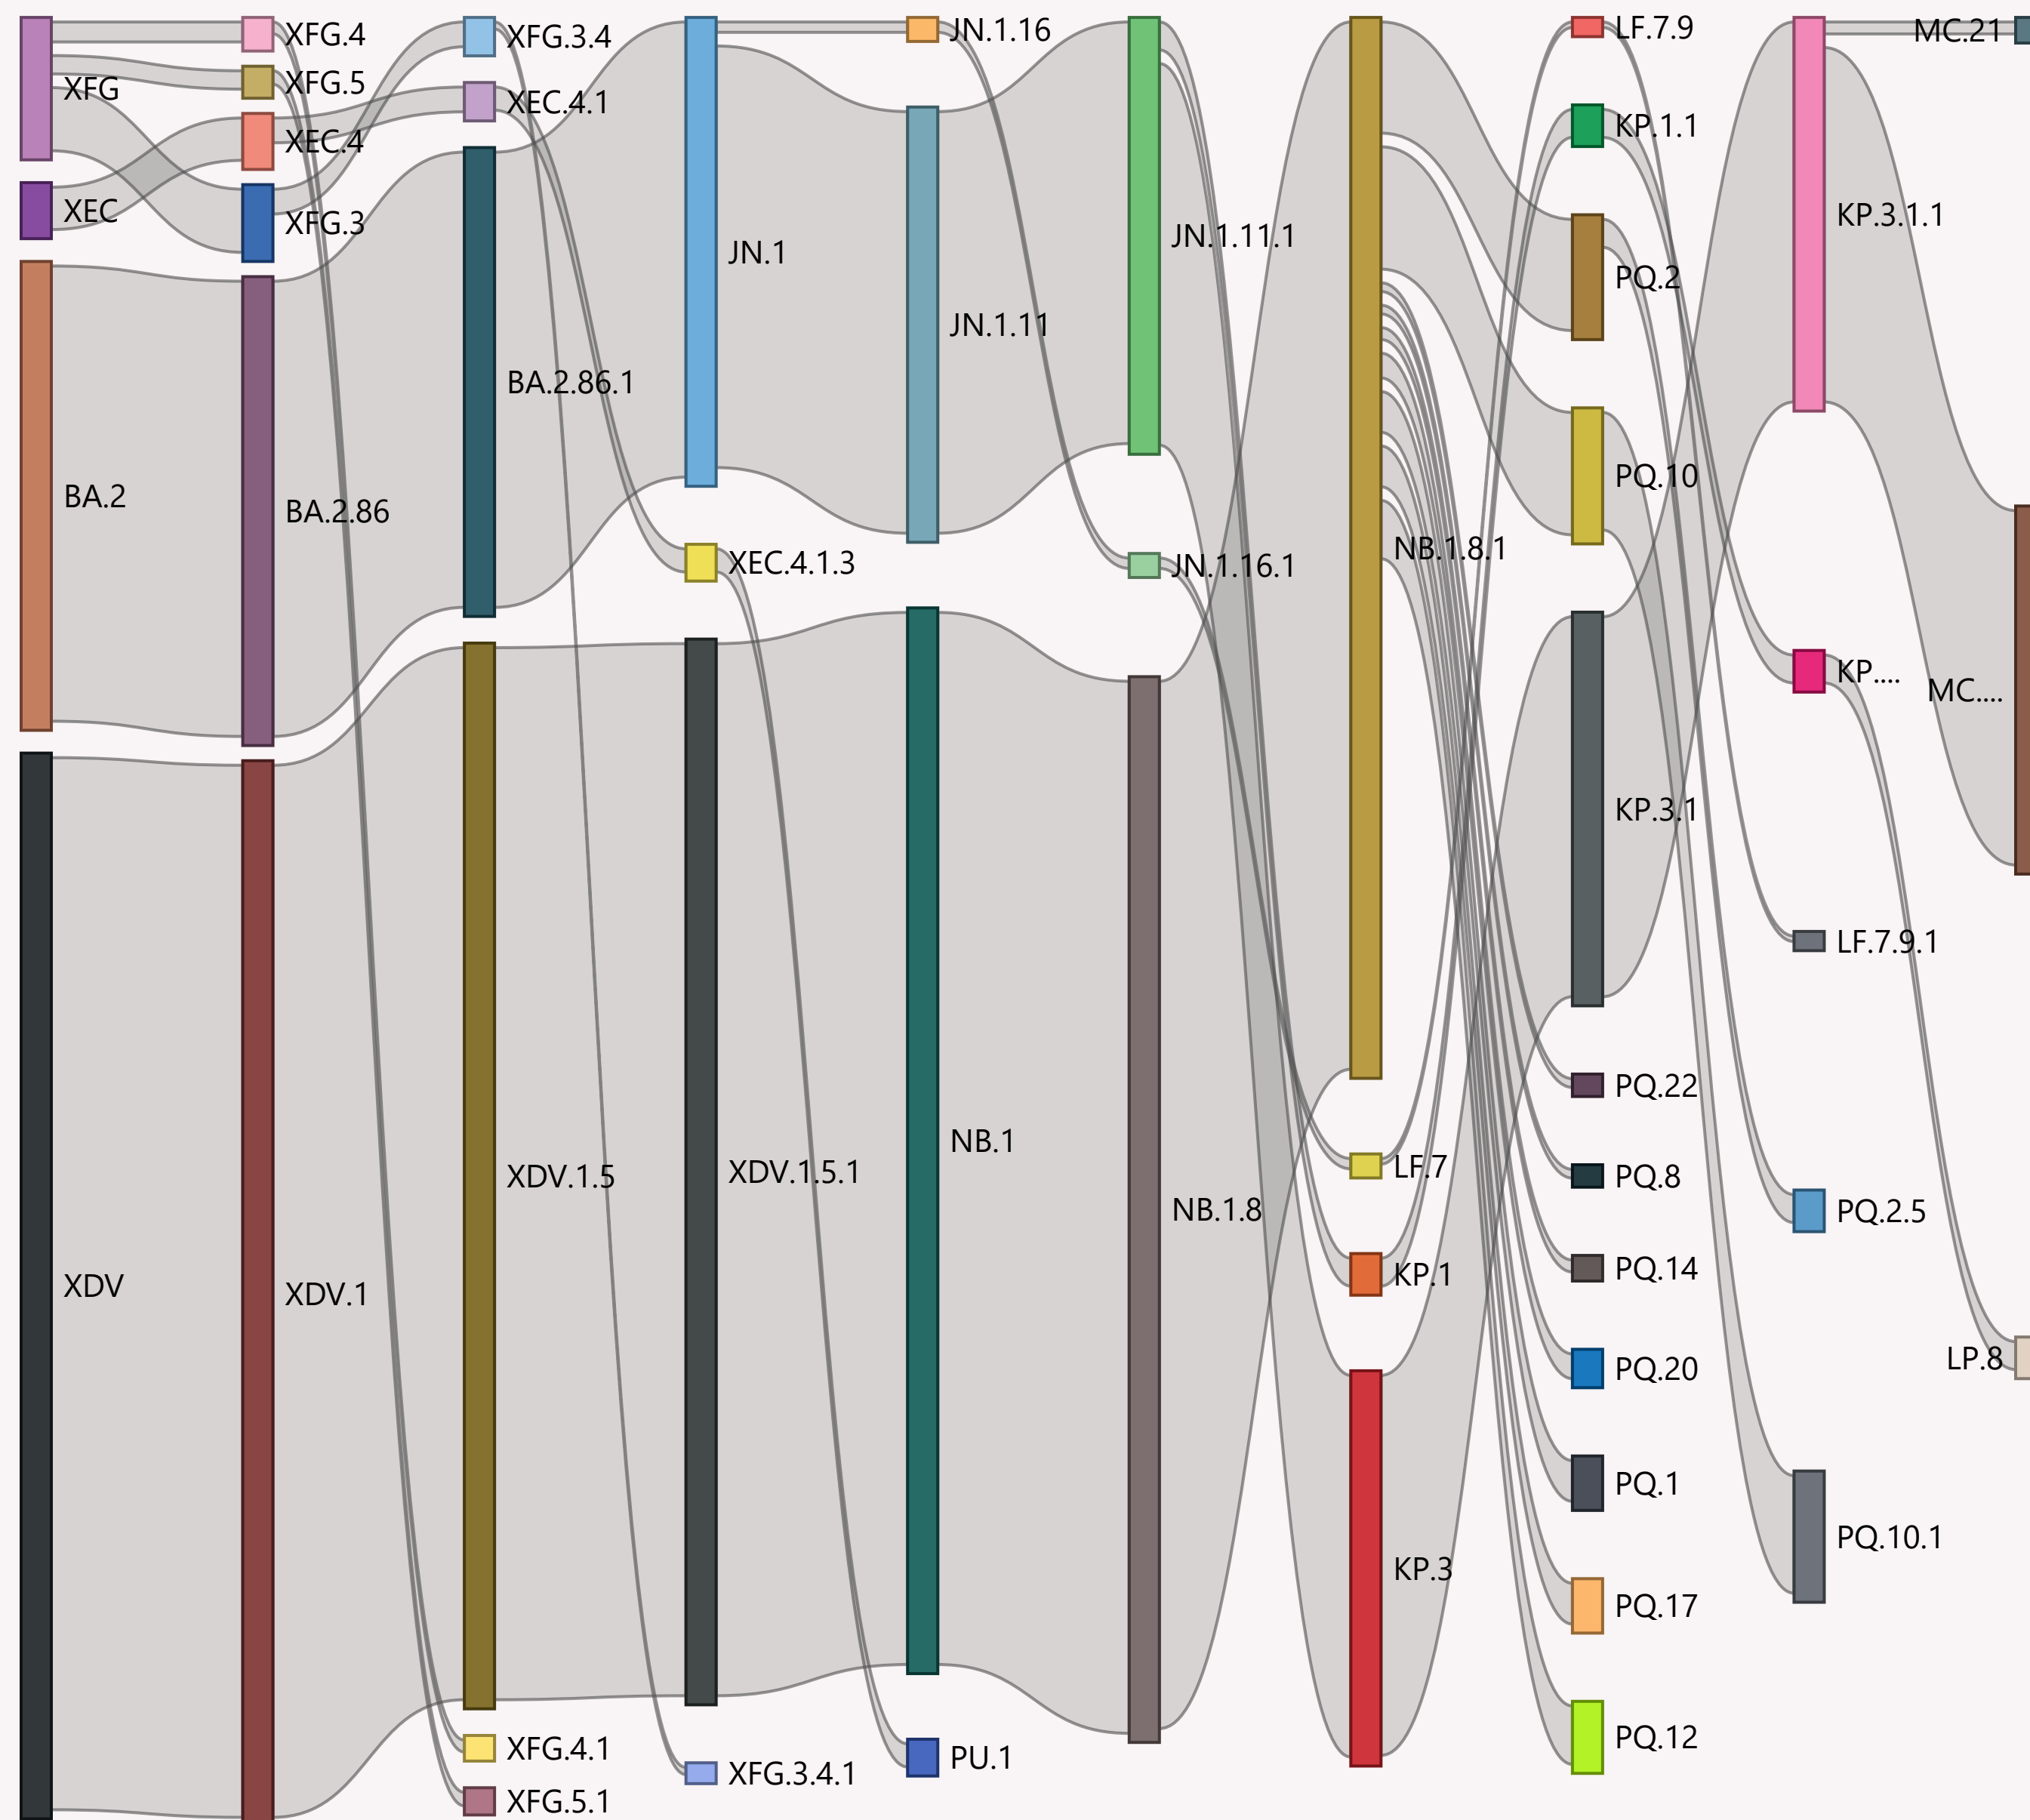 XFG
XEC
BA.2
XDV
XFG.4
XFG.5
XEC.4
XFG.3
BA.2.86
XDV.1
XFG.3.4
XEC.4.1
BA.2.86.1
XDV.1.5
XFG.4.1
XFG.5.1
JN.1
XEC.4.1.3
XDV.1.5.1
XFG.3.4.1
JN.1.16
JN.1.11
NB.1
PU.1
JN.1.11.1
JN.1.16.1
NB.1.8
NB.1.8.1
LF.7
KP.1
KP.3
LF.7.9
KP.1.1
PQ.2
PQ.10
KP.3.1
PQ.22
PQ.8
PQ.14
PQ.20
PQ.1
PQ.17
PQ.12
KP.3.1.1
KP....
LF.7.9.1
PQ.2.5
PQ.10.1
MC.21
MC....
LP.8